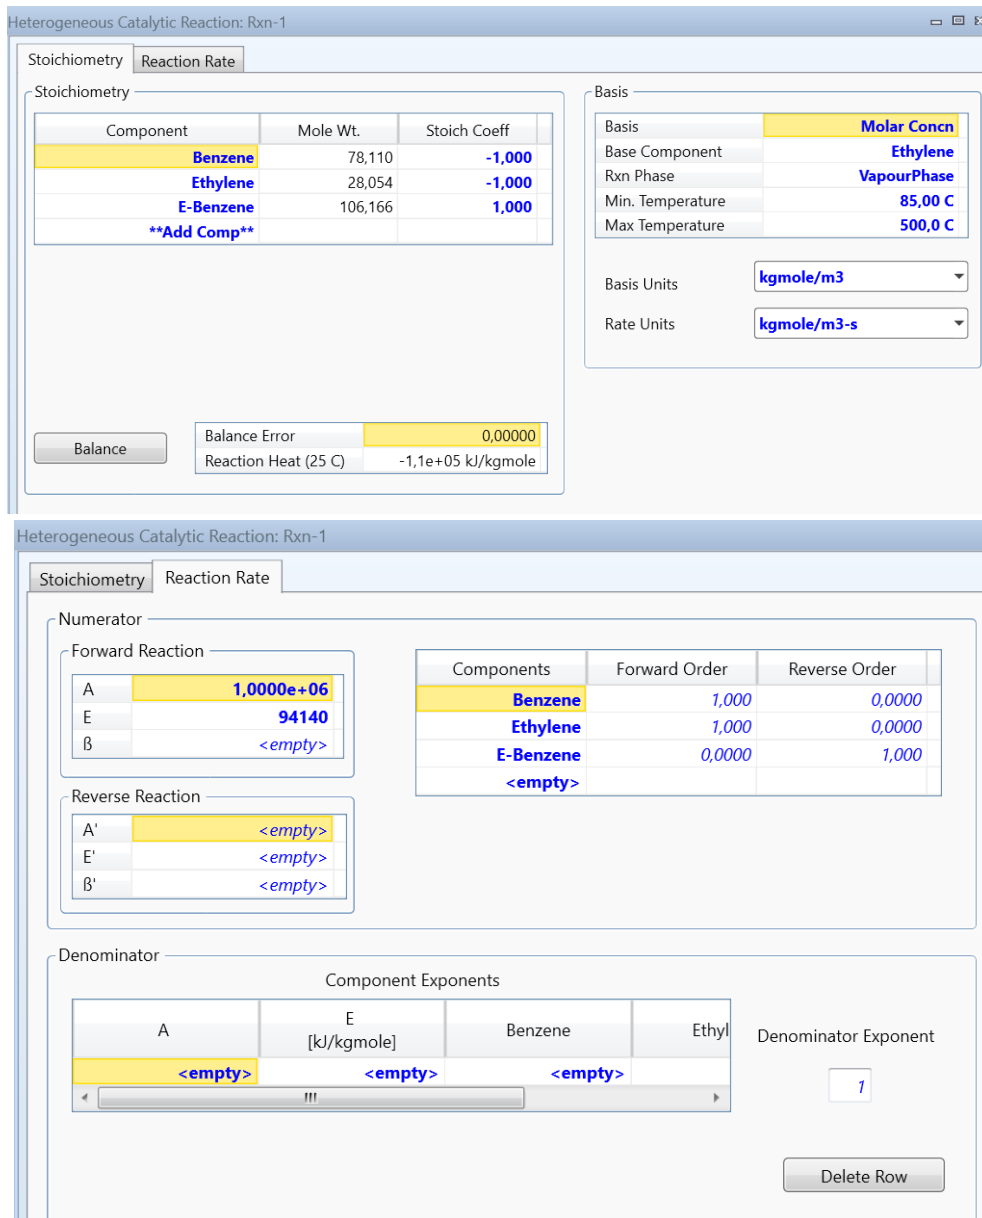 Heterogeneous Catalytic Reaction: Rxn-1
Stoichiometry Reaction Rate
Stoichiometry
Component Mole Wt. Stoich Coeff
Benzene 78,110 -1,000
Ethylene 28,054 -1,000
E-Benzene 106,166 1,000
**Add Comp**
Balance
Balance Error 0,00000
Reaction Heat (25 C) -1,1e+05 kJ/kgmole
Basis
Basis Molar Concn
Base Component Ethylene
Rxn Phase VapourPhase
Min. Temperature 85,00 C
Max Temperature 500,0 C
Basis Units kgmole/m3
Rate Units kgmole/m3-s
Heterogeneous Catalytic Reaction: Rxn-1
Stoichiometry Reaction Rate
Numerator
Forward Reaction
A 1,0000e+06
E 94140
ß <empty>
Reverse Reaction
A' <empty>
E' <empty>
ß' <empty>
Components Forward Order Reverse Order
Benzene 1,000 0,0000
Ethylene 1,000 0,0000
E-Benzene 0,0000 1,000
<empty>
Denominator
Component Exponents
A E [kJ/kgmole] Benzene Ethyl
<empty> <empty> <empty>
Denominator Exponent
1
Delete Row